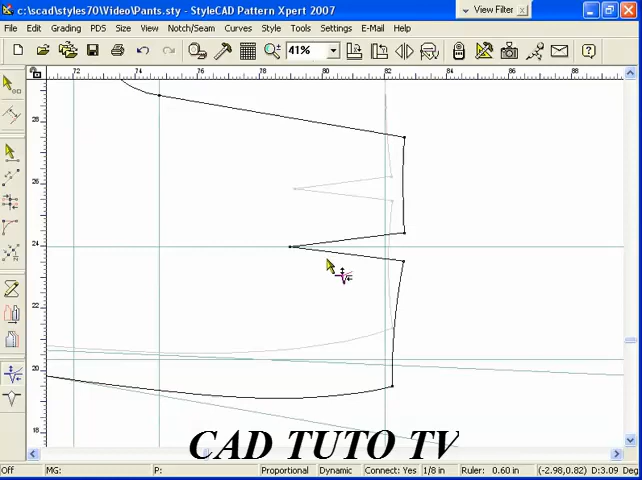 c:\scad\styles70\Video\Pants.sty - StyleCAD Pattern Xpert 2007
View Filter x
File Edit Grading PDS Size View Notch/Seam Curves Grid Style Tools Settings E-Mail Help
41%
72 74 76 78 80 82 84 86 88
28
26
24
22
20
18
CAD TUTO TV
Off MG: P: Proportional Dynamic Connect: Yes 1/8 in Ruler: 0.60 in (-2.98,0.82) D:3.09 Deg